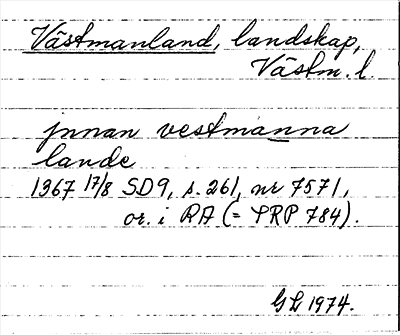 Västmanland, landskap,
Västm. l.
jnnan vestmanna
lande
1367 17/8 SD9, s. 261, nr 7571,
or. i RA (= SRP 784).
GL 1974.